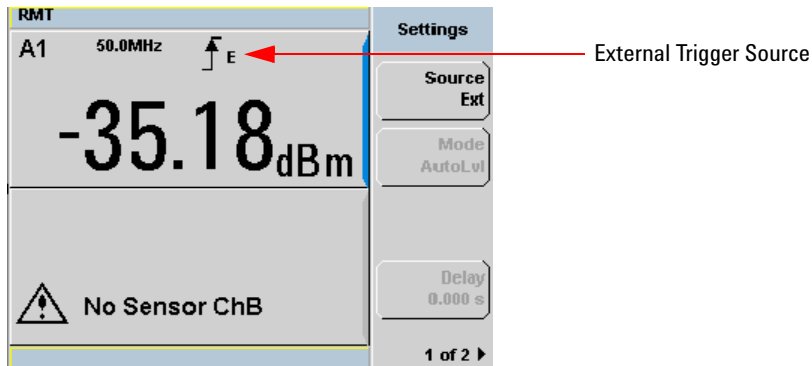 RMT
A1 50.0MHz E
-35.18dBm
No Sensor ChB
Settings
Source
Ext
Mode
AutoLvl
Delay
0.000 s
1 of 2
External Trigger Source